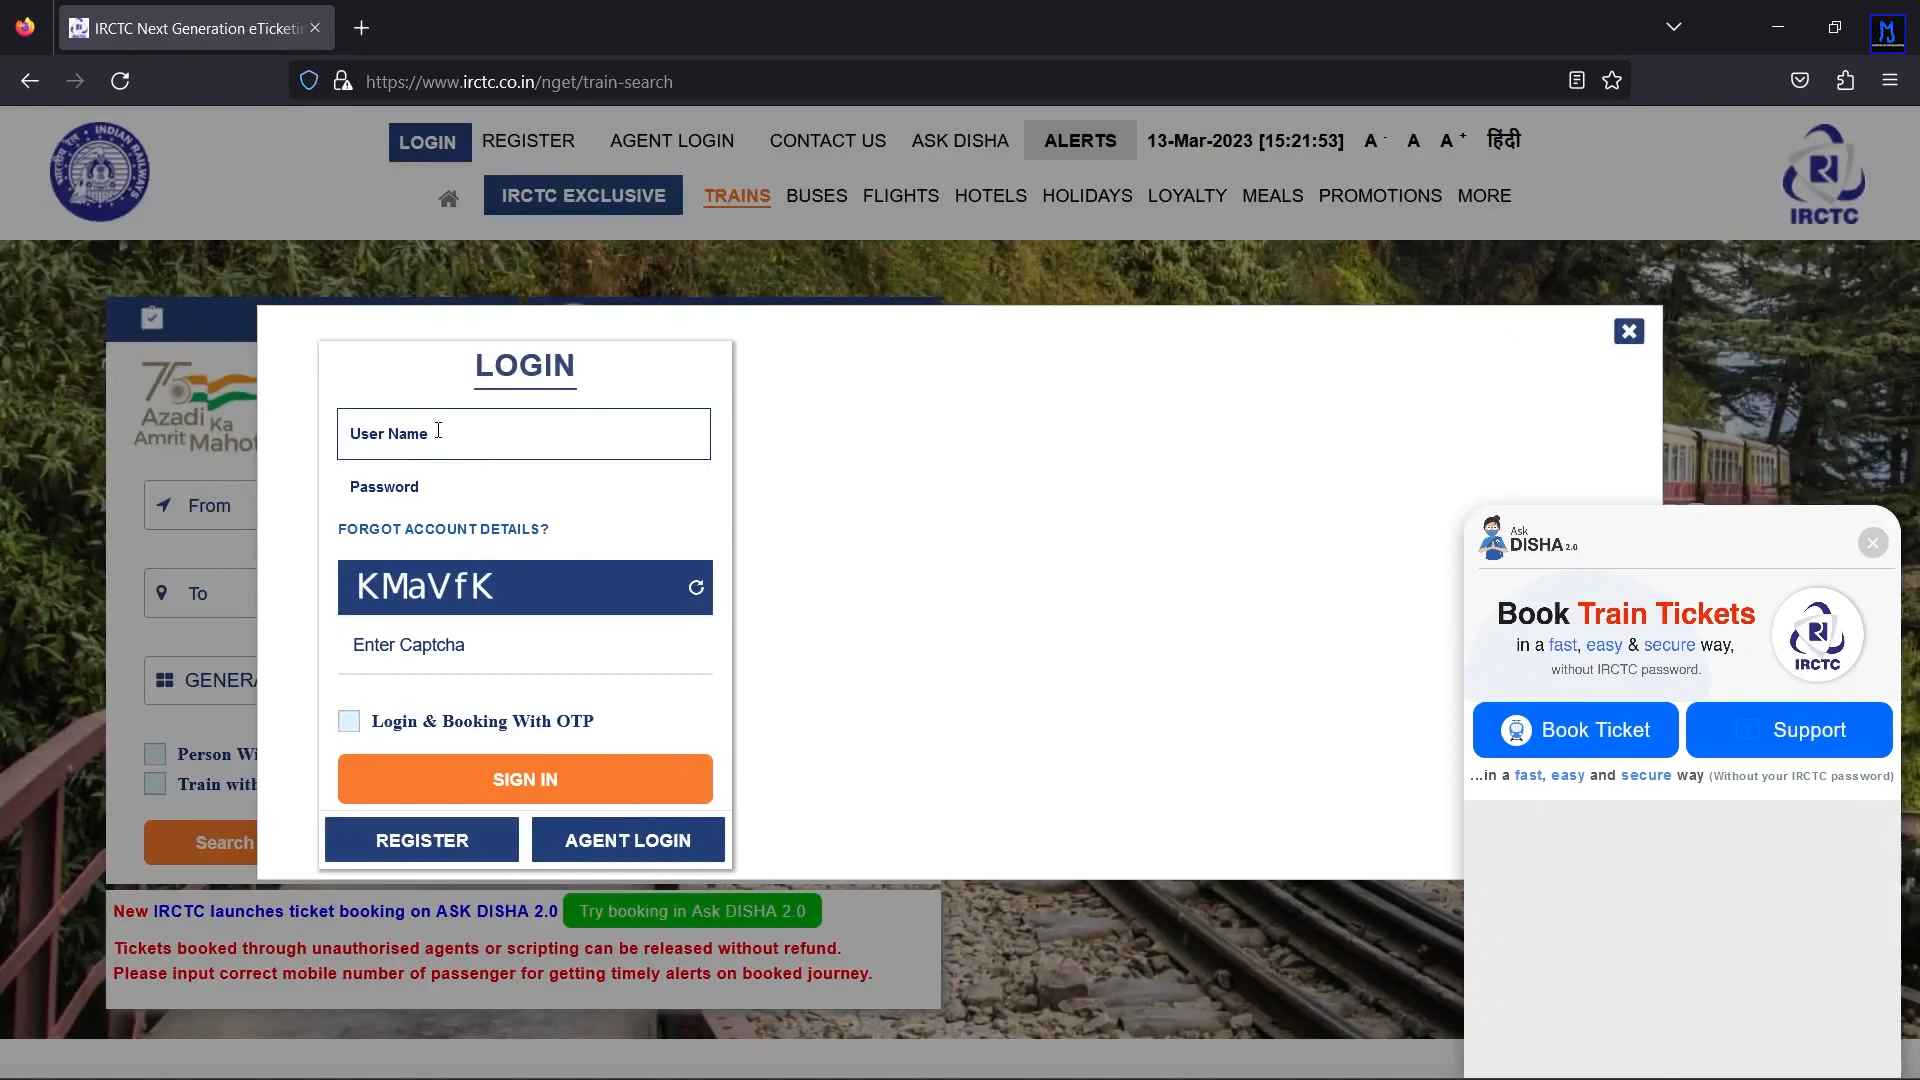 IRCTC Next Generation eTicketin
https://www.irctc.co.in/nget/train-search
LOGIN REGISTER AGENT LOGIN CONTACT US ASK DISHA ALERTS 13-Mar-2023 [15:21:53] A- A A+ हिंदी
IRCTC EXCLUSIVE TRAINS BUSES FLIGHTS HOTELS HOLIDAYS LOYALTY MEALS PROMOTIONS MORE
INDIAN
IRCTC
75
Azadi Ka
Amrit Mahot
From
To
GENERA
Person Wi
Train with
Search
LOGIN
User Name
Password
FORGOT ACCOUNT DETAILS?
KMaVfK
Enter Captcha
Login & Booking With OTP
SIGN IN
REGISTER AGENT LOGIN
New IRCTC launches ticket booking on ASK DISHA 2.0 Try booking in Ask DISHA 2.0
Tickets booked through unauthorised agents or scripting can be released without refund.
Please input correct mobile number of passenger for getting timely alerts on booked journey.
Ask
DISHA 2.0
Book Train Tickets
in a fast, easy & secure way,
without IRCTC password.
IRCTC
Book Ticket Support
...in a fast, easy and secure way (Without your IRCTC password)